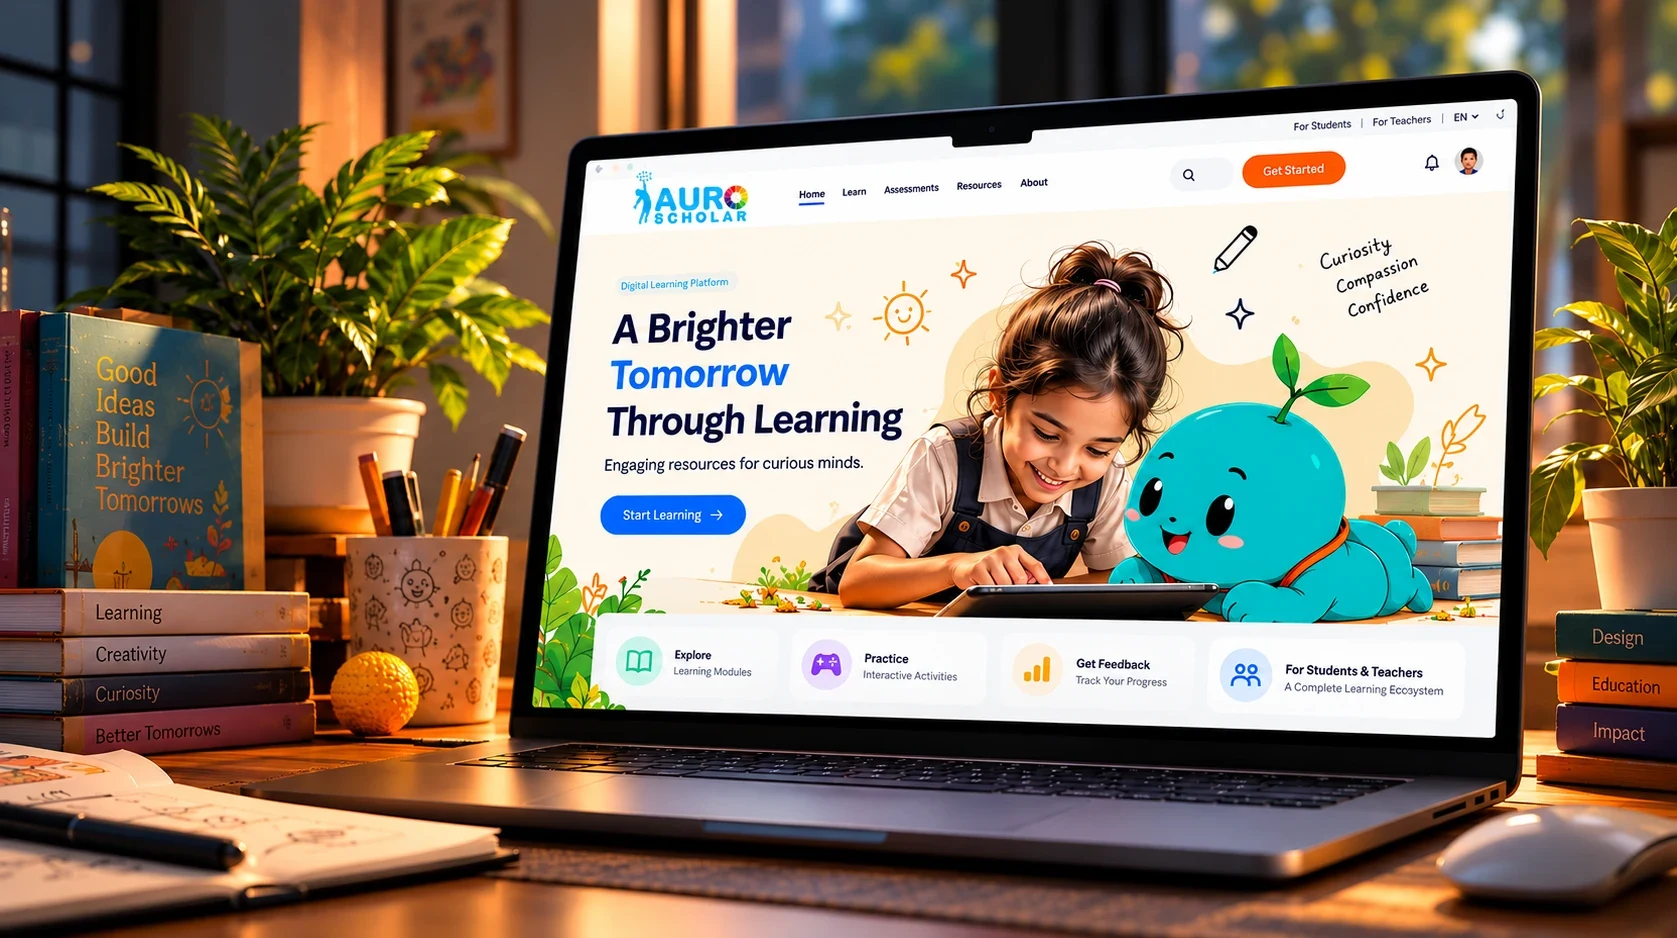 For Students | For Teachers | EN
AURO
SCHOLAR
Home Learn Assessments Resources About
Get Started
Digital Learning Platform
A Brighter
Tomorrow
Through Learning
Engaging resources for curious minds.
Start Learning →
Curiosity
Compassion
Confidence
Explore
Learning Modules
Practice
Interactive Activities
Get Feedback
Track Your Progress
For Students & Teachers
A Complete Learning Ecosystem
Good
Ideas
Build
Brighter
Tomorrows
Learning
Creativity
Curiosity
Better Tomorrows
Design
Education
Impact